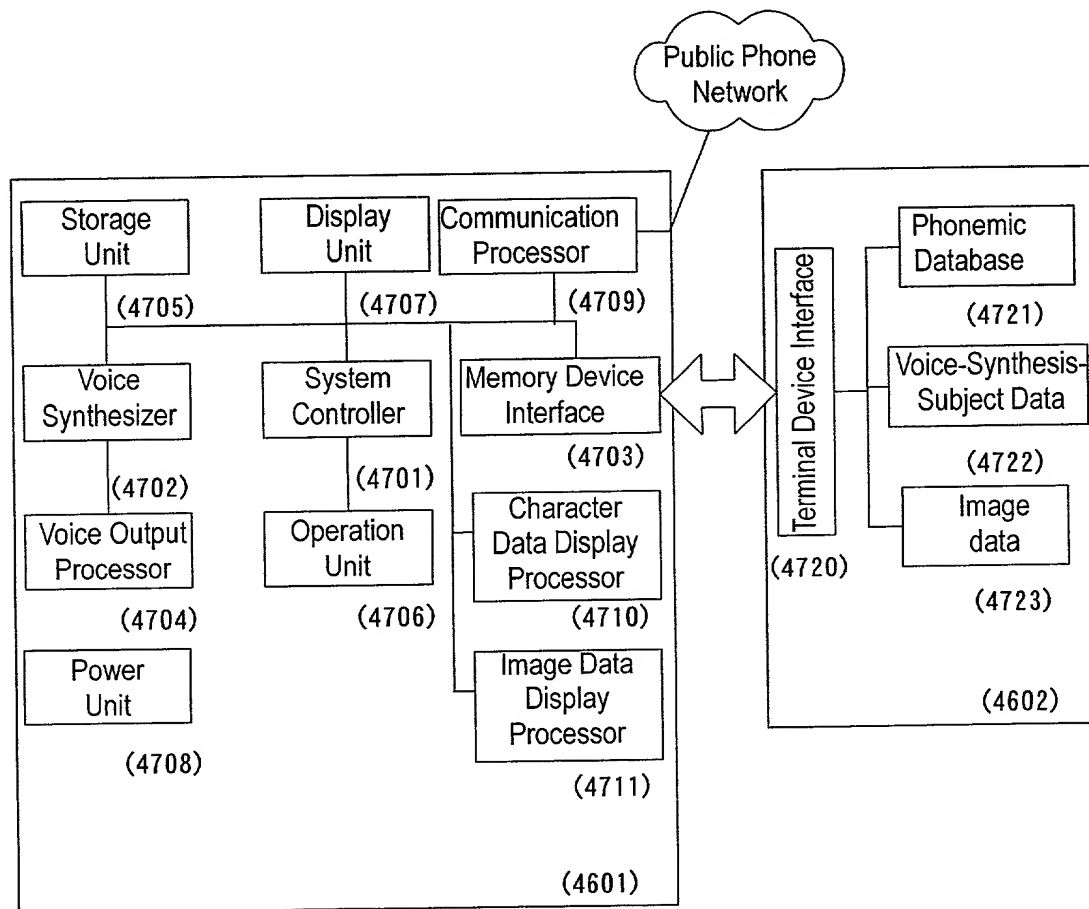 Public Phone
Network
Storage
Unit
(4705)
Display
Unit
(4707)
Communication
Processor
(4709)
Voice
Synthesizer
(4702)
System
Controller
(4701)
Memory Device
Interface
(4703)
Voice Output
Processor
(4704)
Operation
Unit
(4706)
Character
Data Display
Processor
(4710)
Power
Unit
(4708)
Image Data
Display
Processor
(4711)
(4601)
Terminal Device Interface
(4720)
Phonemic
Database
(4721)
Voice-Synthesis-
Subject Data
(4722)
Image
data
(4723)
(4602)